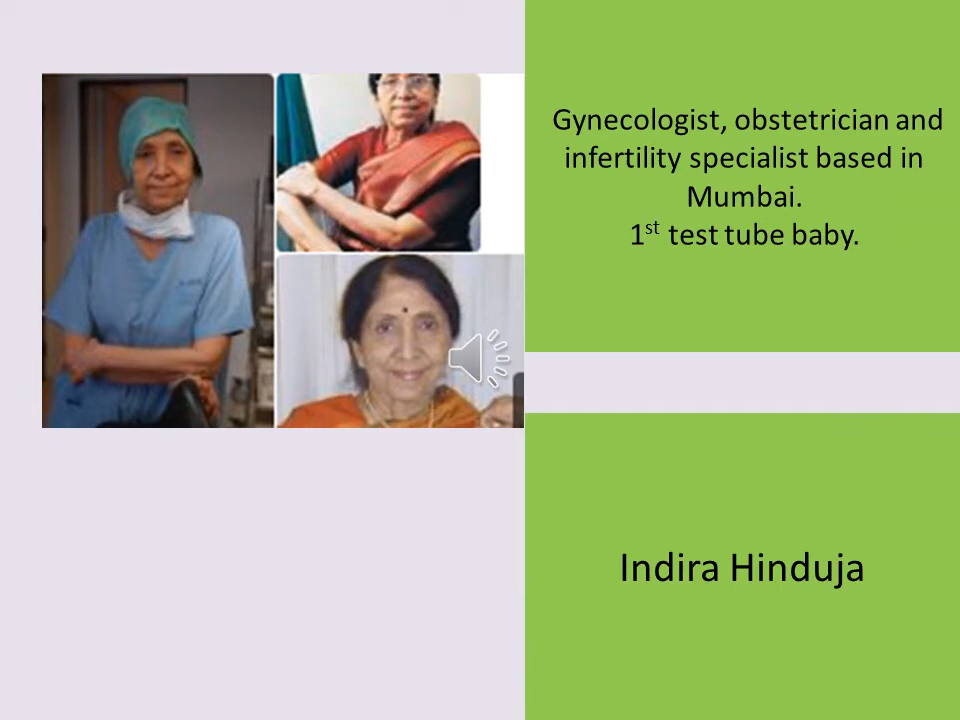 Gynecologist, obstetrician and
infertility specialist based in
Mumbai.
1st test tube baby.
Indira Hinduja